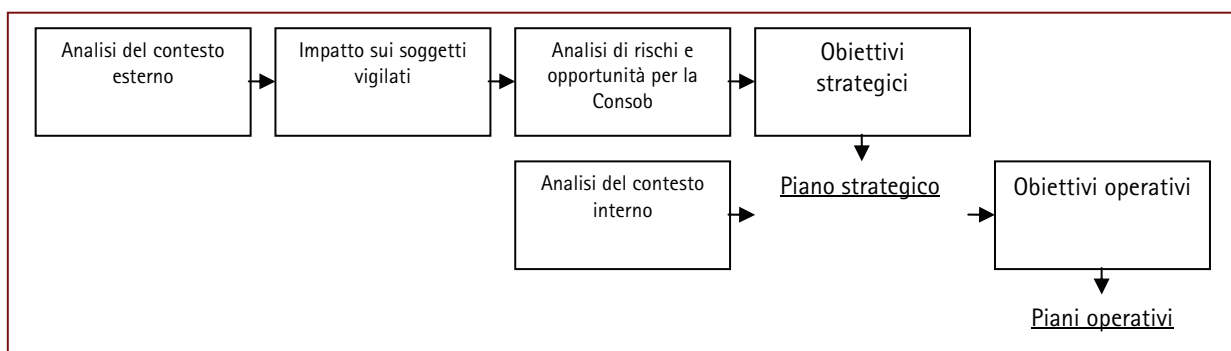 Analisi del contesto
esterno
Impatto sui soggetti
vigilati
Analisi di rischi e
opportunità per la
Consob
Obiettivi
strategici
Analisi del contesto
interno
Piano strategico
Obiettivi operativi
Piani operativi